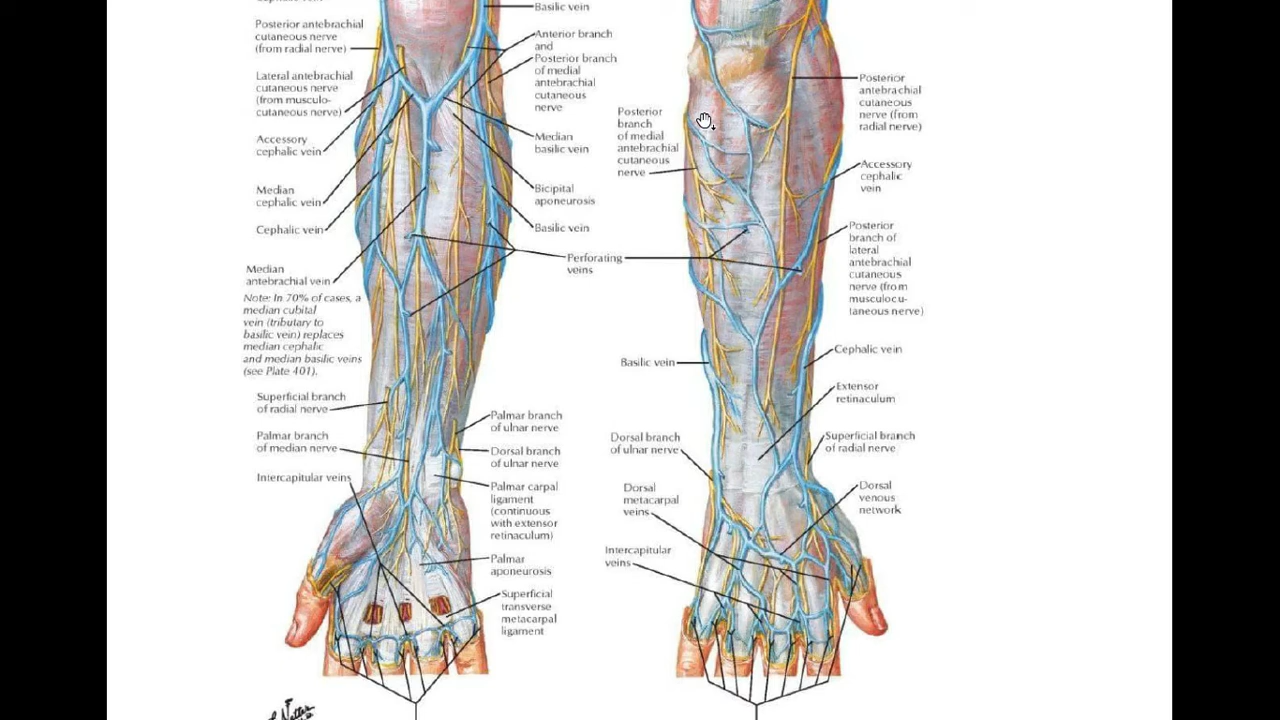 Cephalic vein
Posterior antebrachial
cutaneous nerve
(from radial nerve)
Lateral antebrachial
cutaneous nerve
(from musculo-
cutaneous nerve)
Accessory
cephalic vein
Median
cephalic vein
Cephalic vein
Median
antebrachial vein
Note: In 70% of cases, a
median cubital
vein (tributary to
basilic vein) replaces
median cephalic
and median basilic veins
(see Plate 401).
Superficial branch
of radial nerve
Palmar branch
of median nerve
Intercapitular veins
Basilic vein
Anterior branch
and
Posterior branch
of medial
antebrachial
cutaneous
nerve
Median
basilic vein
Bicipital
aponeurosis
Basilic vein
Perforating
veins
Palmar branch
of ulnar nerve
Dorsal branch
of ulnar nerve
Palmar carpal
ligament
(continuous
with extensor
retinaculum)
Palmar
aponeurosis
Superficial
transverse
metacarpal
ligament
Posterior
branch
of medial
antebrachial
cutaneous
nerve
Basilic vein
Dorsal branch
of ulnar nerve
Dorsal
metacarpal
veins
Intercapitular
veins
Posterior
antebrachial
cutaneous
nerve (from
radial nerve)
Accessory
cephalic
vein
Posterior
branch of
lateral
antebrachial
cutaneous
nerve (from
musculocu-
taneous nerve)
Cephalic vein
Extensor
retinaculum
Superficial branch
of radial nerve
Dorsal
venous
network
F. Netter